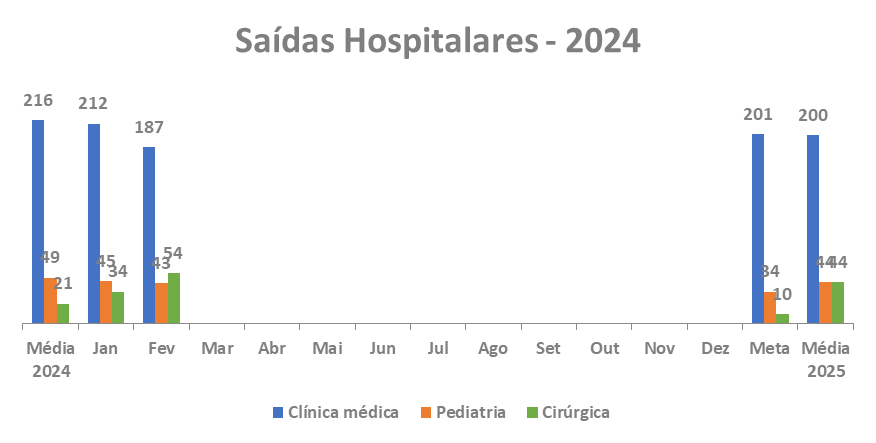 Saídas Hospitalares - 2024
216
49
21
212
45
34
187
43
54
201
34
10
200
44
44
Média
2024
Jan
Fev
Mar
Abr
Mai
Jun
Jul
Ago
Set
Out
Nov
Dez
Meta
Média
2025
Clínica médica
Pediatria
Cirúrgica